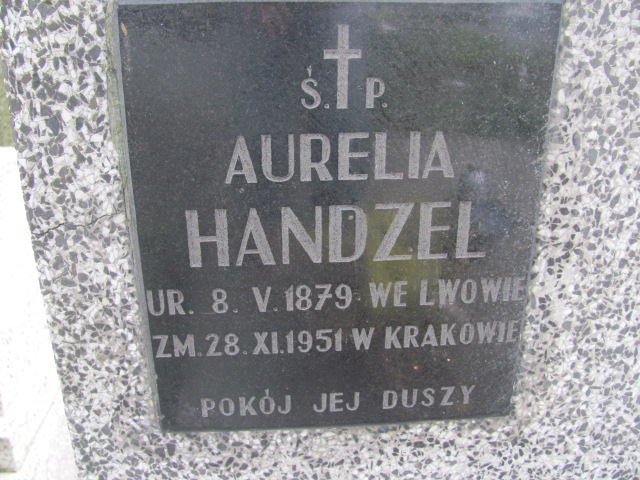 Ś. P.
AURELIA
HANDZEL
UR. 8. V. 1879 WE LWOWIE
ZM. 28. XI. 1951 W KRAKOWIE
POKÓJ JEJ DUSZY